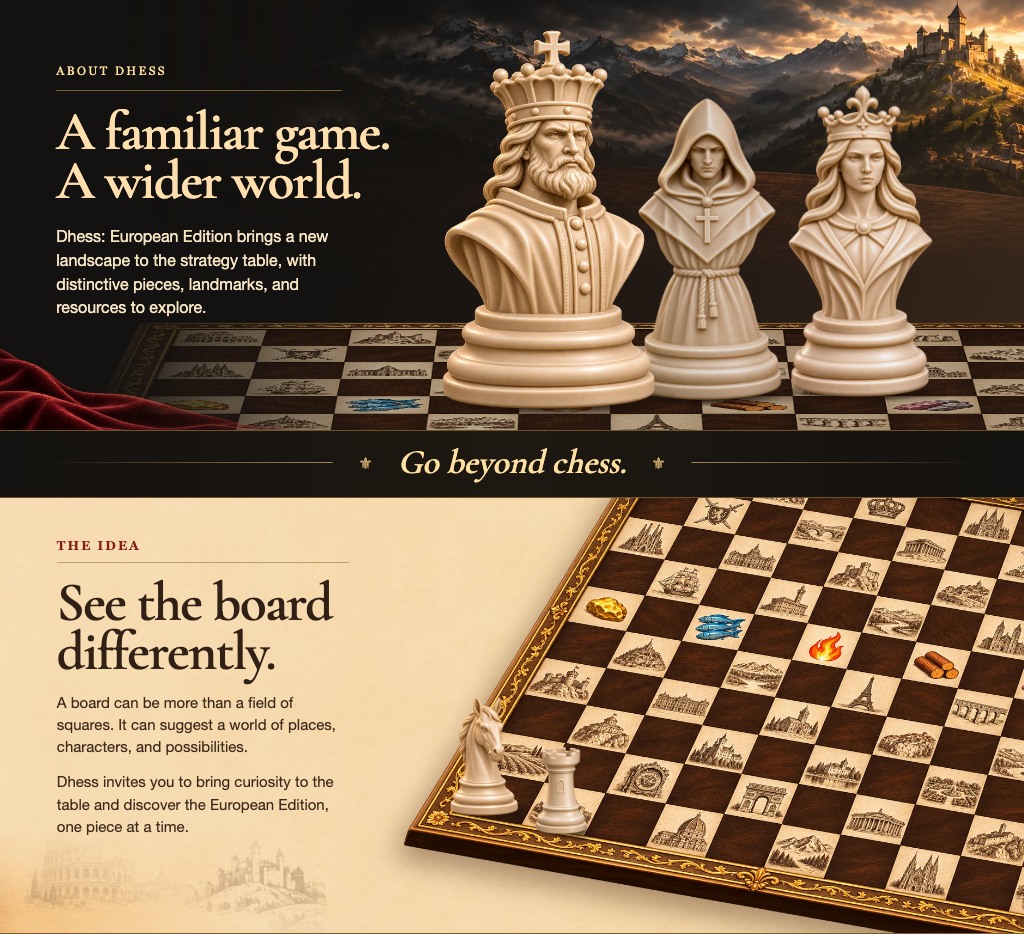 ABOUT DHESS
A familiar game.
A wider world.
Dhess: European Edition brings a new
landscape to the strategy table, with
distinctive pieces, landmarks, and
resources to explore.
Go beyond chess.
THE IDEA
See the board
differently.
A board can be more than a field of
squares. It can suggest a world of places,
characters, and possibilities.
Dhess invites you to bring curiosity to the
table and discover the European Edition,
one piece at a time.